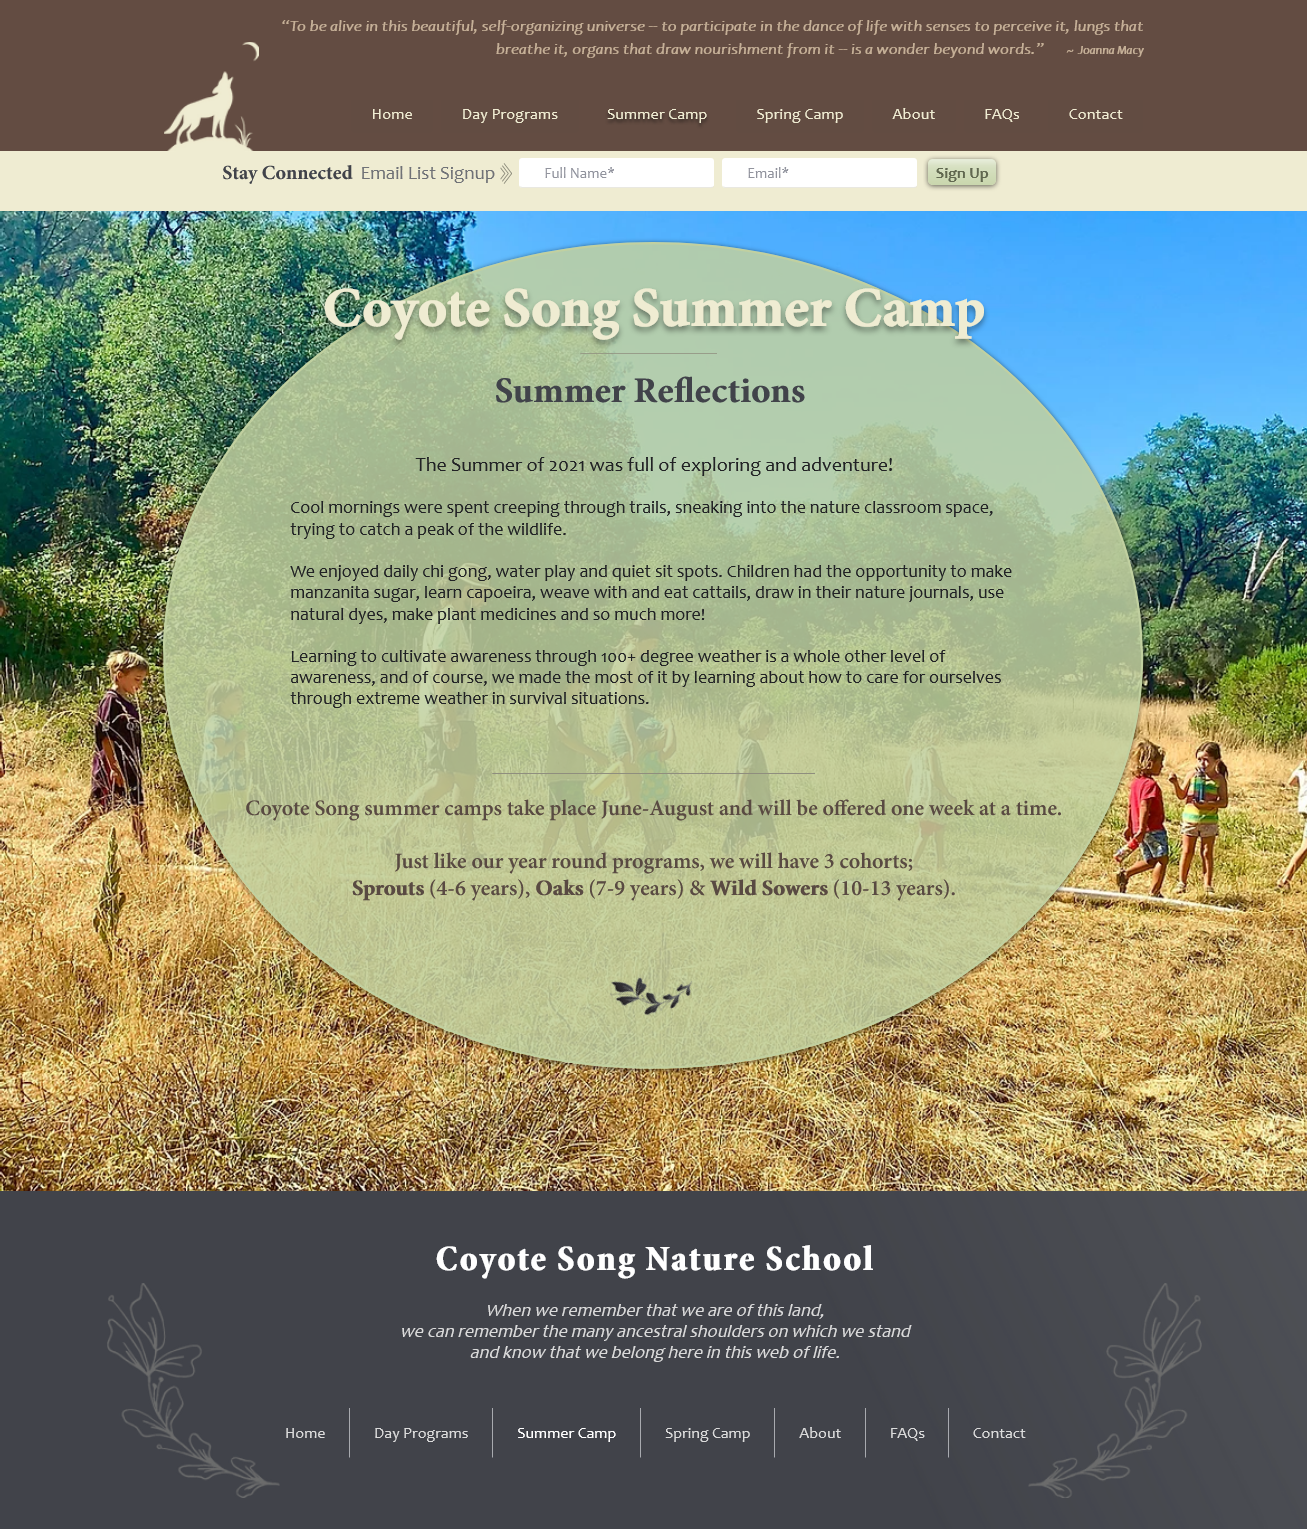 “To be alive in this beautiful, self-organizing universe – to participate in the dance of life with senses to perceive it, lungs that
breathe it, organs that draw nourishment from it – is a wonder beyond words.” ~ Joanna Macy
Home Day Programs Summer Camp Spring Camp About FAQs Contact
Stay Connected Email List Signup Full Name* Email* Sign Up
Coyote Song Summer Camp
Summer Reflections
The Summer of 2021 was full of exploring and adventure!
Cool mornings were spent creeping through trails, sneaking into the nature classroom space,
trying to catch a peak of the wildlife.
We enjoyed daily chi gong, water play and quiet sit spots. Children had the opportunity to make
manzanita sugar, learn capoeira, weave with and eat cattails, draw in their nature journals, use
natural dyes, make plant medicines and so much more!
Learning to cultivate awareness through 100+ degree weather is a whole other level of
awareness, and of course, we made the most of it by learning about how to care for ourselves
through extreme weather in survival situations.
Coyote Song summer camps take place June-August and will be offered one week at a time.
Just like our year round programs, we will have 3 cohorts;
Sprouts (4-6 years), Oaks (7-9 years) & Wild Sowers (10-13 years).
Coyote Song Nature School
When we remember that we are of this land,
we can remember the many ancestral shoulders on which we stand
and know that we belong here in this web of life.
Home Day Programs Summer Camp Spring Camp About FAQs Contact